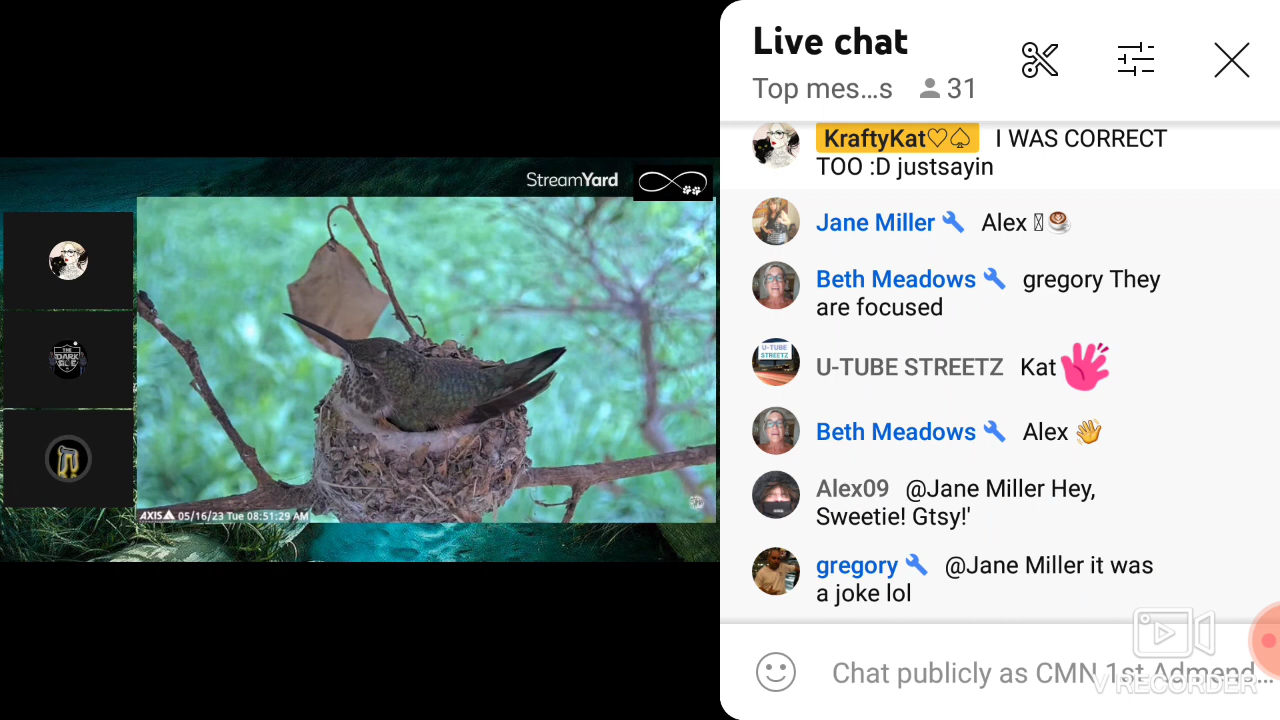 StreamYard
AXIS 05/16/23 Tue 08:51:29 AM
Live chat
Top mes...s 31
KraftyKat♡♤ I WAS CORRECT
TOO :D justsayin
Jane Miller Alex ☕
Beth Meadows gregory They
are focused
U-TUBE STREETZ Kat
Beth Meadows Alex 👋
Alex09 @Jane Miller Hey,
Sweetie! Gtsy!'
gregory @Jane Miller it was
a joke lol
Chat publicly as CMN 1st Admend...
V RECORDER